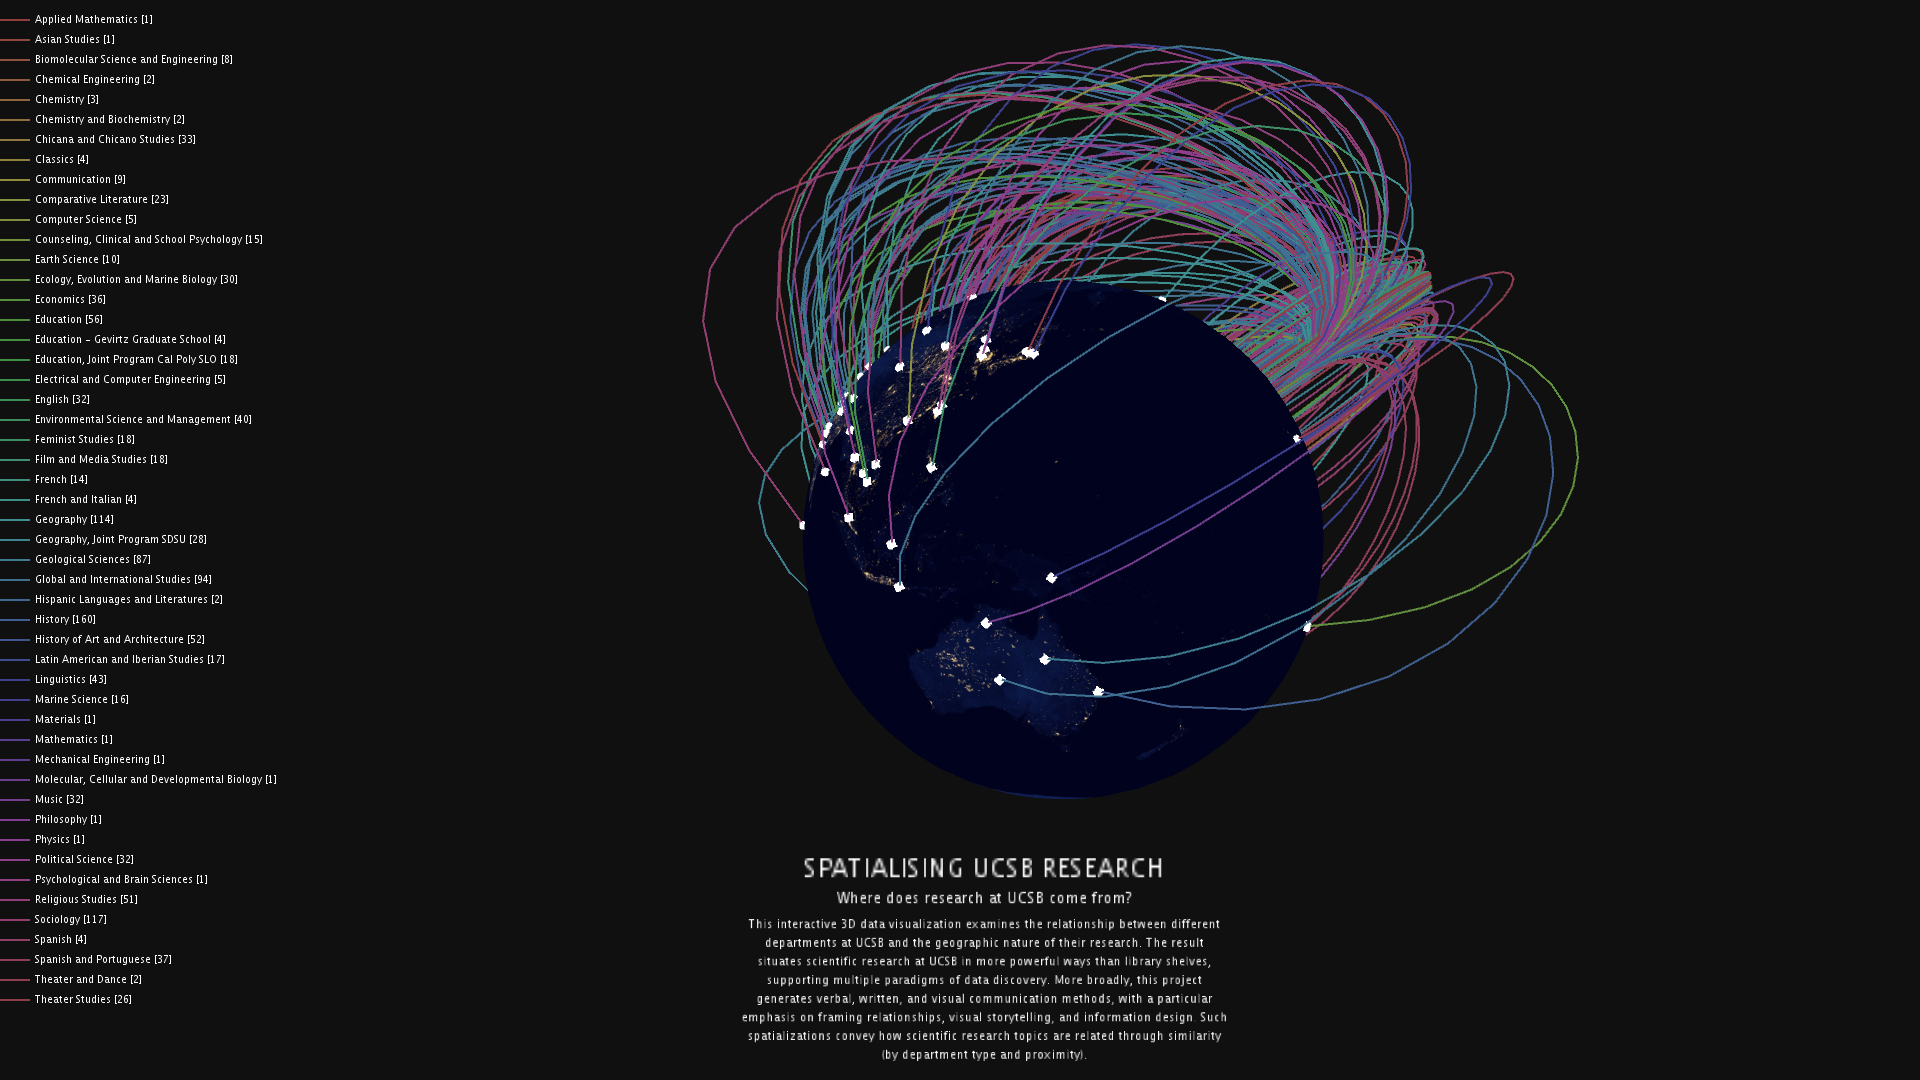 Applied Mathematics [1]
Asian Studies [1]
Biomolecular Science and Engineering [8]
Chemical Engineering [2]
Chemistry [3]
Chemistry and Biochemistry [2]
Chicana and Chicano Studies [33]
Classics [4]
Communication [9]
Comparative Literature [23]
Computer Science [5]
Counseling, Clinical and School Psychology [15]
Earth Science [10]
Ecology, Evolution and Marine Biology [30]
Economics [36]
Education [56]
Education - Gevirtz Graduate School [4]
Education, Joint Program Cal Poly SLO [18]
Electrical and Computer Engineering [5]
English [32]
Environmental Science and Management [40]
Feminist Studies [18]
Film and Media Studies [18]
French [14]
French and Italian [4]
Geography [114]
Geography, Joint Program SDSU [28]
Geological Sciences [87]
Global and International Studies [94]
Hispanic Languages and Literatures [2]
History [160]
History of Art and Architecture [52]
Latin American and Iberian Studies [17]
Linguistics [43]
Marine Science [16]
Materials [1]
Mathematics [1]
Mechanical Engineering [1]
Molecular, Cellular and Developmental Biology [1]
Music [32]
Philosophy [1]
Physics [1]
Political Science [32]
Psychological and Brain Sciences [1]
Religious Studies [51]
Sociology [117]
Spanish [4]
Spanish and Portuguese [37]
Theater and Dance [2]
Theater Studies [26]
SPATIALISING UCSB RESEARCH
Where does research at UCSB come from?
This interactive 3D data visualization examines the relationship between different
departments at UCSB and the geographic nature of their research. The result
situates scientific research at UCSB in more powerful ways than library shelves,
supporting multiple paradigms of data discovery. More broadly, this project
generates verbal, written, and visual communication methods, with a particular
emphasis on framing relationships, visual storytelling, and information design. Such
spatializations convey how scientific research topics are related through similarity
(by department type and proximity).